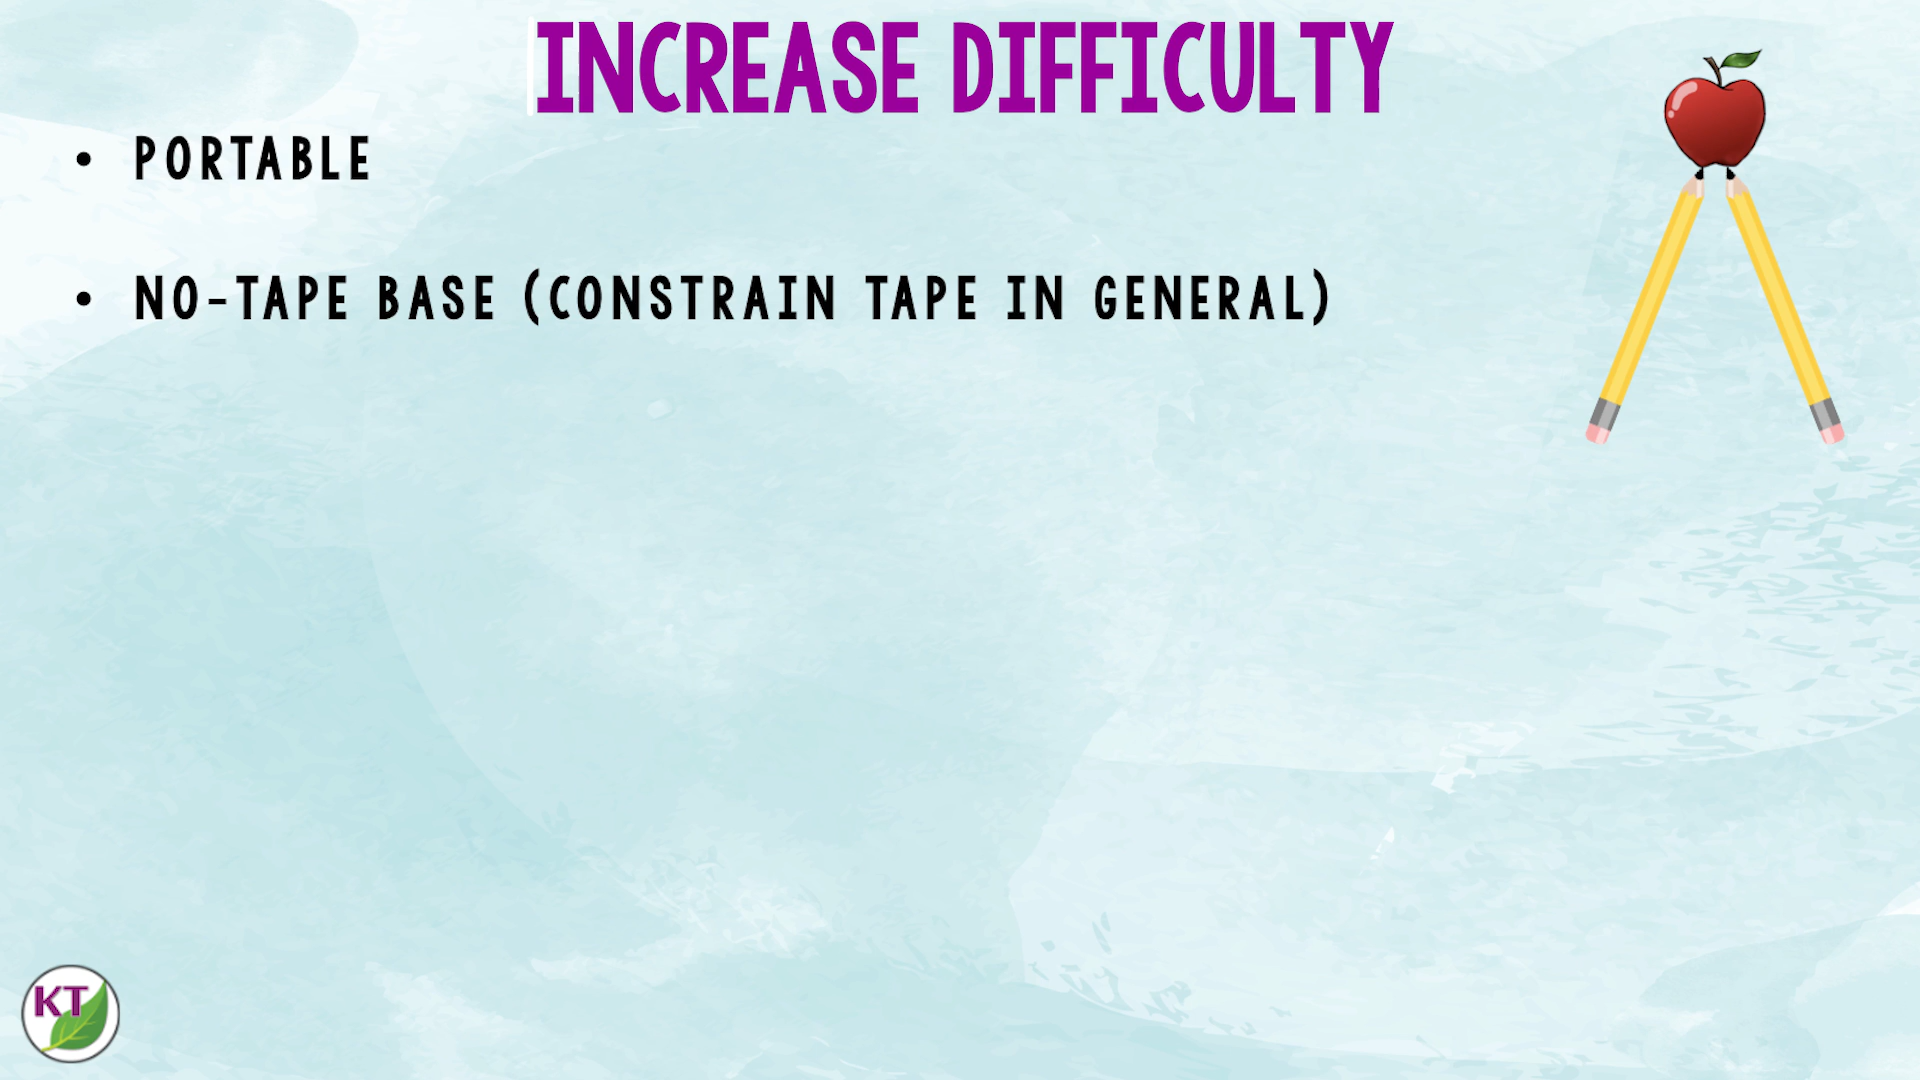 INCREASE DIFFICULTY
• PORTABLE
• NO-TAPE BASE (CONSTRAIN TAPE IN GENERAL)
KT